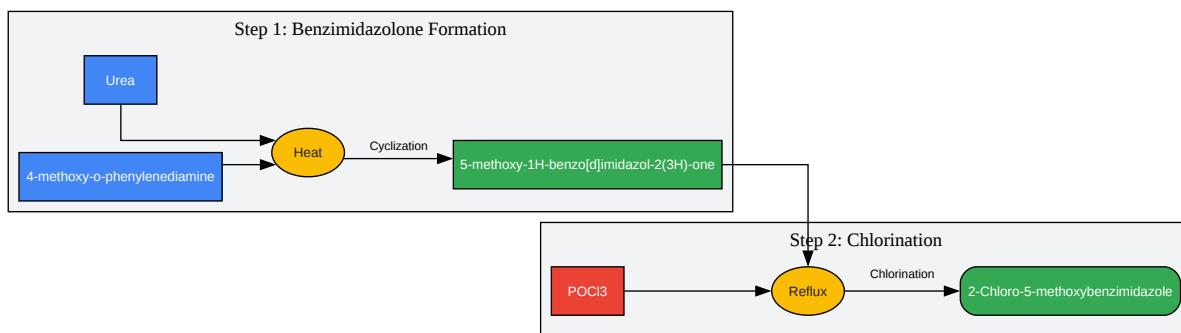 Step 1: Benzimidazolone Formation
Urea
4-methoxy-o-phenylenediamine
Heat
Cyclization
5-methoxy-1H-benzo[d]imidazol-2(3H)-one
Step 2: Chlorination
POCl3
Reflux
Chlorination
2-Chloro-5-methoxybenzimidazole